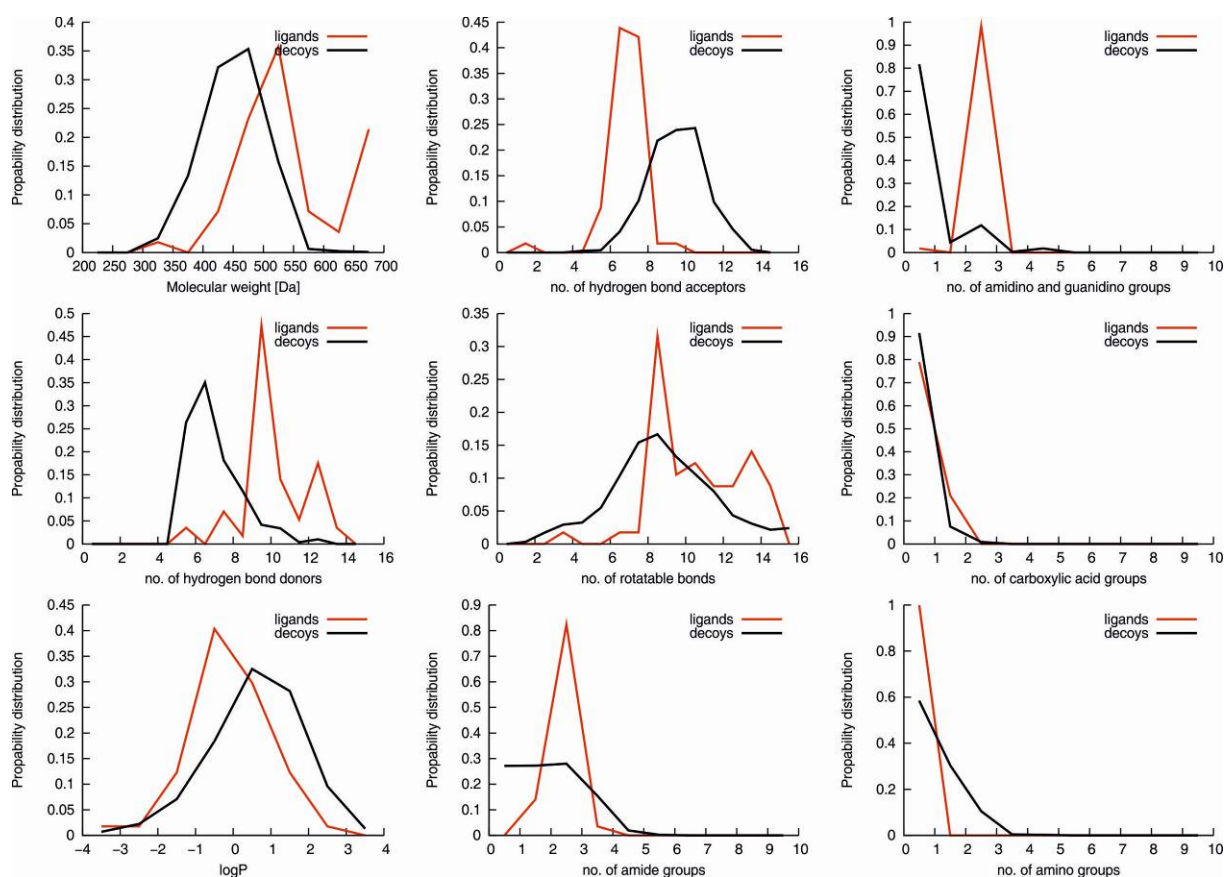 0.4
0.35
0.3
0.25
0.2
0.15
0.1
0.05
0
Propability distribution
ligands
decoys
200 250 300 350 400 450 500 550 600 650 700
Molecular weight [Da]
0.45
0.4
0.35
0.3
0.25
0.2
0.15
0.1
0.05
0
Propability distribution
ligands
decoys
0 2 4 6 8 10 12 14 16
no. of hydrogen bond acceptors
1
0.9
0.8
0.7
0.6
0.5
0.4
0.3
0.2
0.1
0
Propability distribution
ligands
decoys
0 1 2 3 4 5 6 7 8 9 10
no. of amidino and guanidino groups
0.5
0.45
0.4
0.35
0.3
0.25
0.2
0.15
0.1
0.05
0
Propability distribution
ligands
decoys
0 2 4 6 8 10 12 14 16
no. of hydrogen bond donors
0.35
0.3
0.25
0.2
0.15
0.1
0.05
0
Propability distribution
ligands
decoys
0 2 4 6 8 10 12 14 16
no. of rotatable bonds
1
0.9
0.8
0.7
0.6
0.5
0.4
0.3
0.2
0.1
0
Propability distribution
ligands
decoys
0 1 2 3 4 5 6 7 8 9 10
no. of carboxylic acid groups
0.45
0.4
0.35
0.3
0.25
0.2
0.15
0.1
0.05
0
Propability distribution
ligands
decoys
−4 −3 −2 −1 0 1 2 3 4
logP
0.9
0.8
0.7
0.6
0.5
0.4
0.3
0.2
0.1
0
Propability distribution
ligands
decoys
0 1 2 3 4 5 6 7 8 9 10
no. of amide groups
1
0.8
0.6
0.4
0.2
0
Propability distribution
ligands
decoys
0 1 2 3 4 5 6 7 8 9 10
no. of amino groups